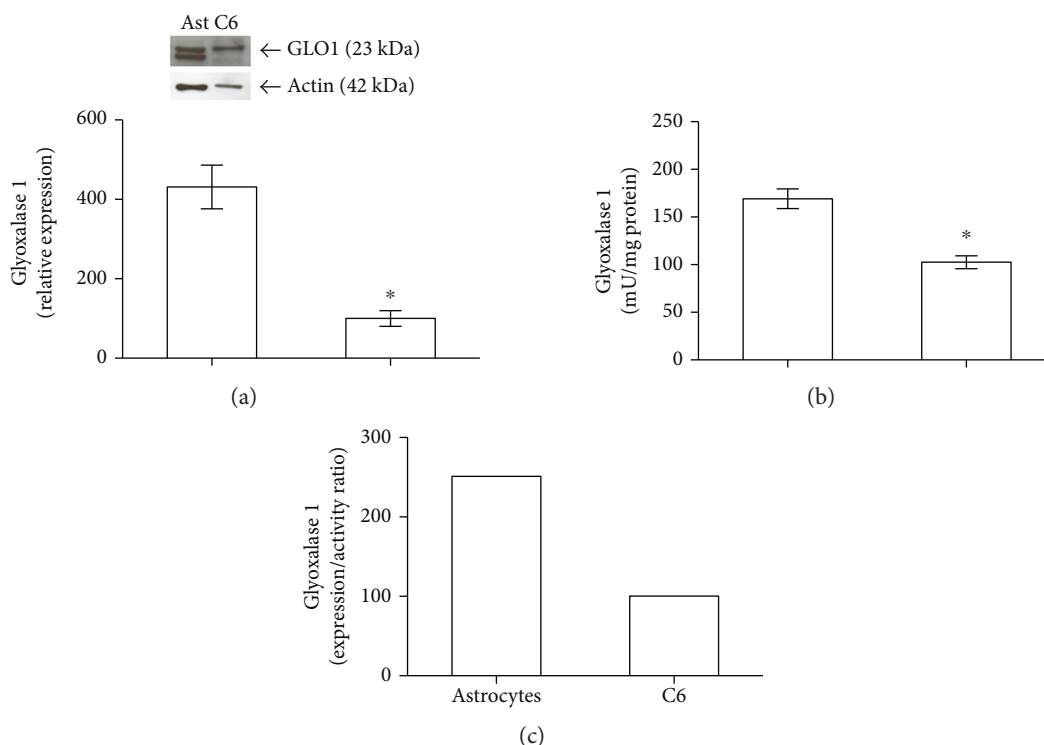 Ast C6
← GLO1 (23 kDa)
← Actin (42 kDa)
Glyoxalase 1
(relative expression)
600
400
200
0
*
(a)
Glyoxalase 1
(mU/mg protein)
250
200
150
100
50
0
*
(b)
Glyoxalase 1
(expression/activity ratio)
300
200
100
0
Astrocytes C6
(c)